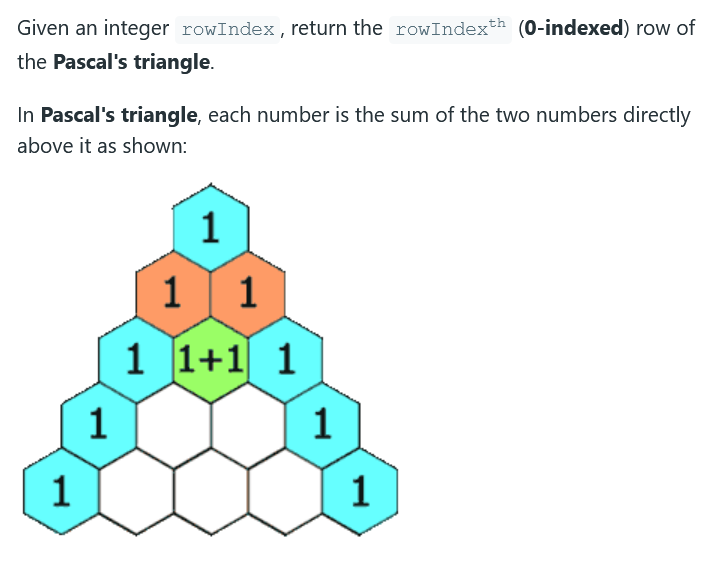 Given an integer rowIndex, return the rowIndexth (0-indexed) row of
the Pascal's triangle.
In Pascal's triangle, each number is the sum of the two numbers directly
above it as shown:
1
1 1
1 1+1 1
1 1
1 1